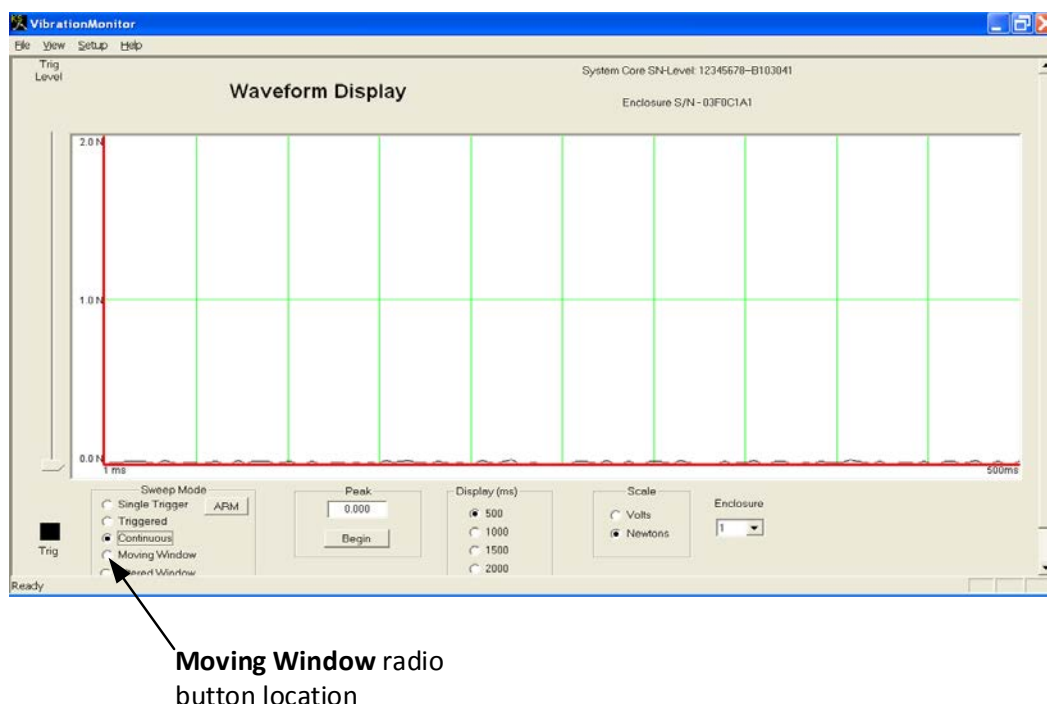 VibrationMonitor
File View Setup Help
Trig
Level
System Core SN-Level: 12345678-B103041
Waveform Display
Enclosure S/N - 03F0C1A1
2.0 N
1.0 N
0.0 N
1 ms
500ms
Sweep Mode
Single Trigger ARM
Triggered
Continuous
Moving Window
Window
Trig
Peak
0.000
Begin
Display (ms)
500
1000
1500
2000
Scale
Volts
Newtons
Enclosure
1
Ready
Moving Window radio
button location